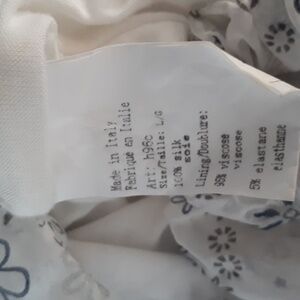 Made in Italy
Fabriqué en Italie
Art: h96c
Size/Taille: L/G
100% silk
soie
Lining/Doublure:
95% viscose
viscose
5% elastane
elasthanne